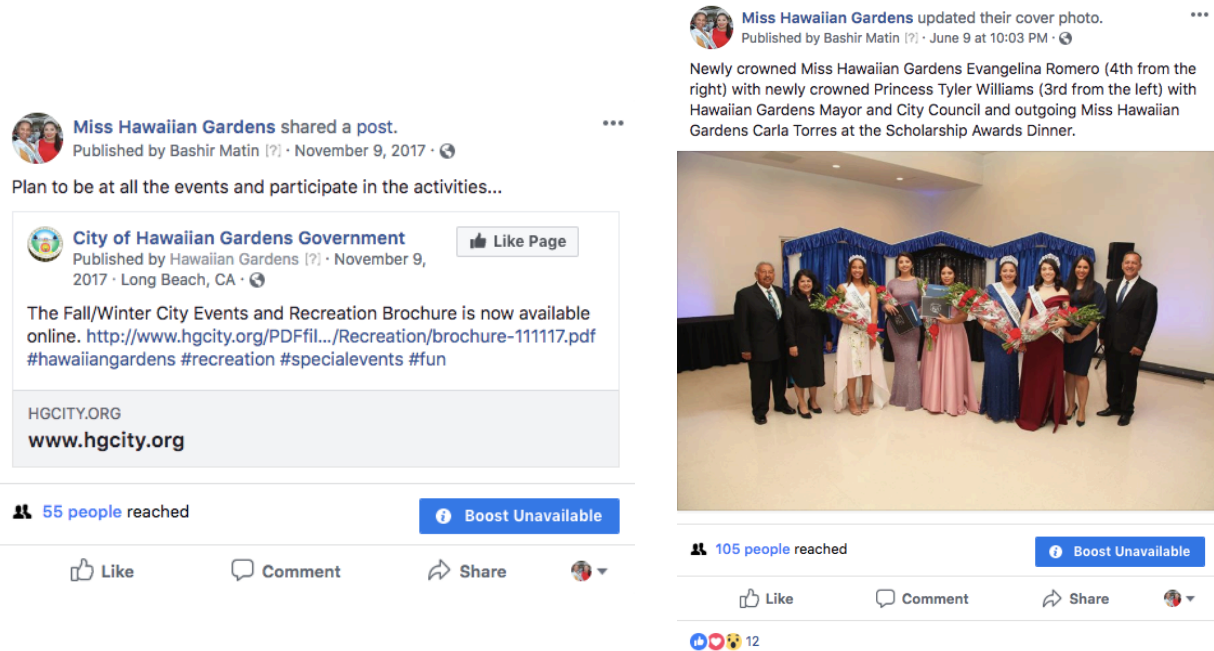 Miss Hawaiian Gardens shared a post.
Published by Bashir Matin [?] · November 9, 2017 ·
Plan to be at all the events and participate in the activities...
City of Hawaiian Gardens Government
Like Page
Published by Hawaiian Gardens [?] · November 9,
2017 · Long Beach, CA ·
The Fall/Winter City Events and Recreation Brochure is now available
online. http://www.hgcity.org/PDFfil.../Recreation/brochure-111117.pdf
#hawaiiangardens #recreation #specialevents #fun
HGCITY.ORG
www.hgcity.org
55 people reached
Boost Unavailable
Like Comment Share
Miss Hawaiian Gardens updated their cover photo.
Published by Bashir Matin [?] · June 9 at 10:03 PM ·
Newly crowned Miss Hawaiian Gardens Evangelina Romero (4th from the
right) with newly crowned Princess Tyler Williams (3rd from the left) with
Hawaiian Gardens Mayor and City Council and outgoing Miss Hawaiian
Gardens Carla Torres at the Scholarship Awards Dinner.
105 people reached
Boost Unavailable
Like Comment Share
12